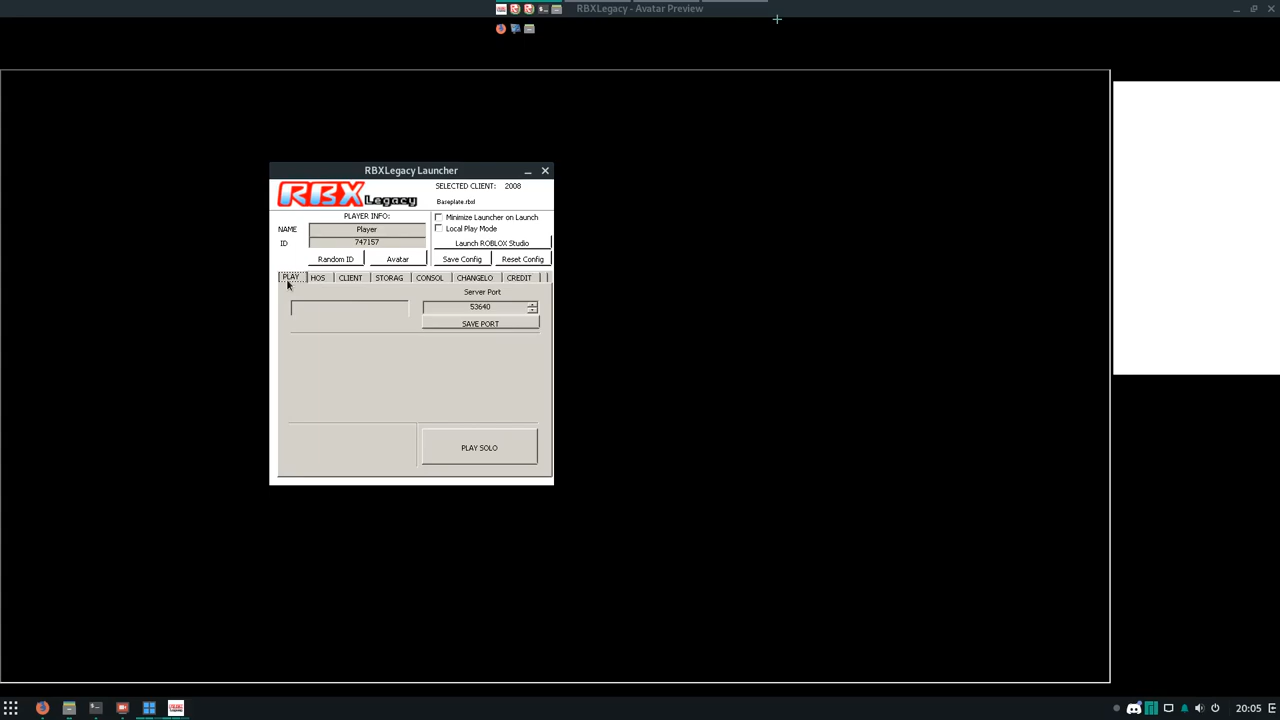 RBXLegacy - Avatar Preview
RBXLegacy Launcher
RBX Legacy
SELECTED CLIENT: 2008
Baseplate.rbxl
PLAYER INFO:
NAME Player
ID 747157
Minimize Launcher on Launch
Local Play Mode
Launch ROBLOX Studio
Random ID Avatar Save Config Reset Config
PLAY HOS CLIENT STORAG CONSOL CHANGELO CREDIT
Server Port
53640
SAVE PORT
PLAY SOLO
20:05